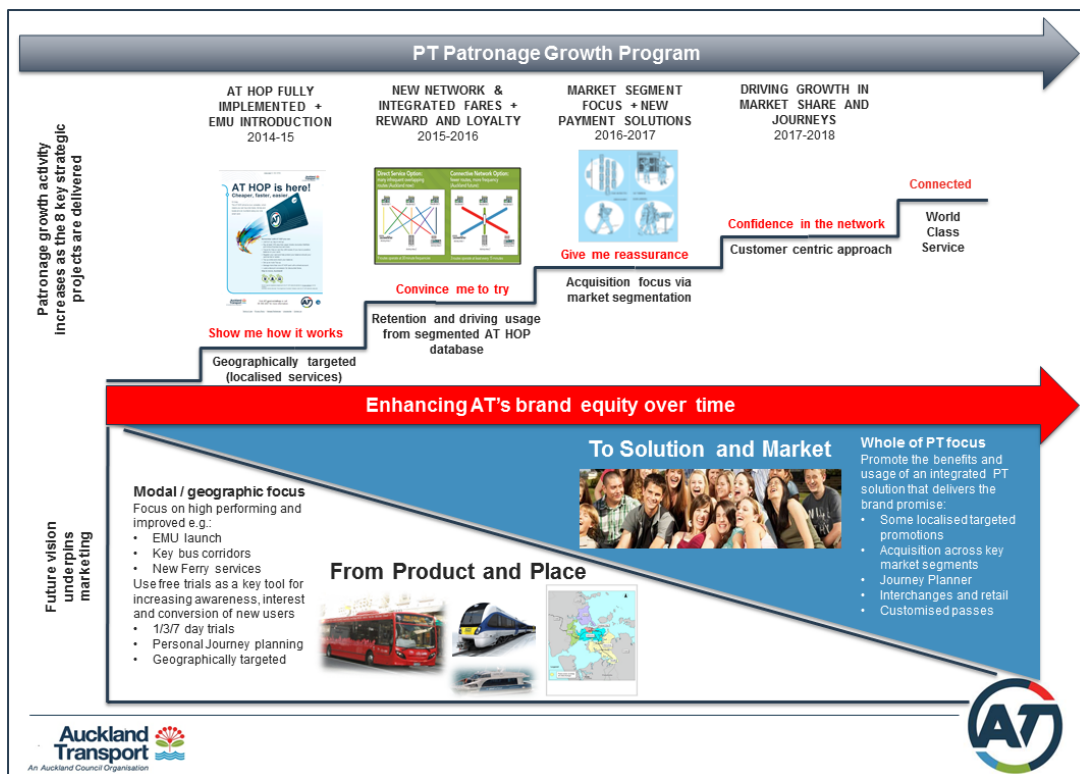 PT Patronage Growth Program
Patronage growth activity
increases as the 8 key strategic
projects are delivered
AT HOP FULLY
IMPLEMENTED +
EMU INTRODUCTION
2014-15
NEW NETWORK &
INTEGRATED FARES +
REWARD AND LOYALTY
2015-2016
MARKET SEGMENT
FOCUS + NEW
PAYMENT SOLUTIONS
2016-2017
DRIVING GROWTH IN
MARKET SHARE AND
JOURNEYS
2017-2018
AT HOP is here!
Cheaper, faster, easier.
Direct Service Option:
Connective Network Option:
Show me how it works
Geographically targeted
(localised services)
Convince me to try
Retention and driving usage
from segmented AT HOP
database
Give me reassurance
Acquisition focus via
market segmentation
Confidence in the network
Customer centric approach
Connected
World
Class
Service
Enhancing AT's brand equity over time
Future vision
underpins
marketing
Modal / geographic focus
Focus on high performing and
improved e.g.:
• EMU launch
• Key bus corridors
• New Ferry services
Use free trials as a key tool for
increasing awareness, interest
and conversion of new users
• 1/3/7 day trials
• Personal Journey planning
• Geographically targeted
From Product and Place
To Solution and Market
Whole of PT focus
Promote the benefits and
usage of an integrated PT
solution that delivers the
brand promise:
• Some localised targeted
promotions
• Acquisition across key
market segments
• Journey Planner
• Interchanges and retail
• Customised passes
Auckland
Transport
An Auckland Council Organisation
AT